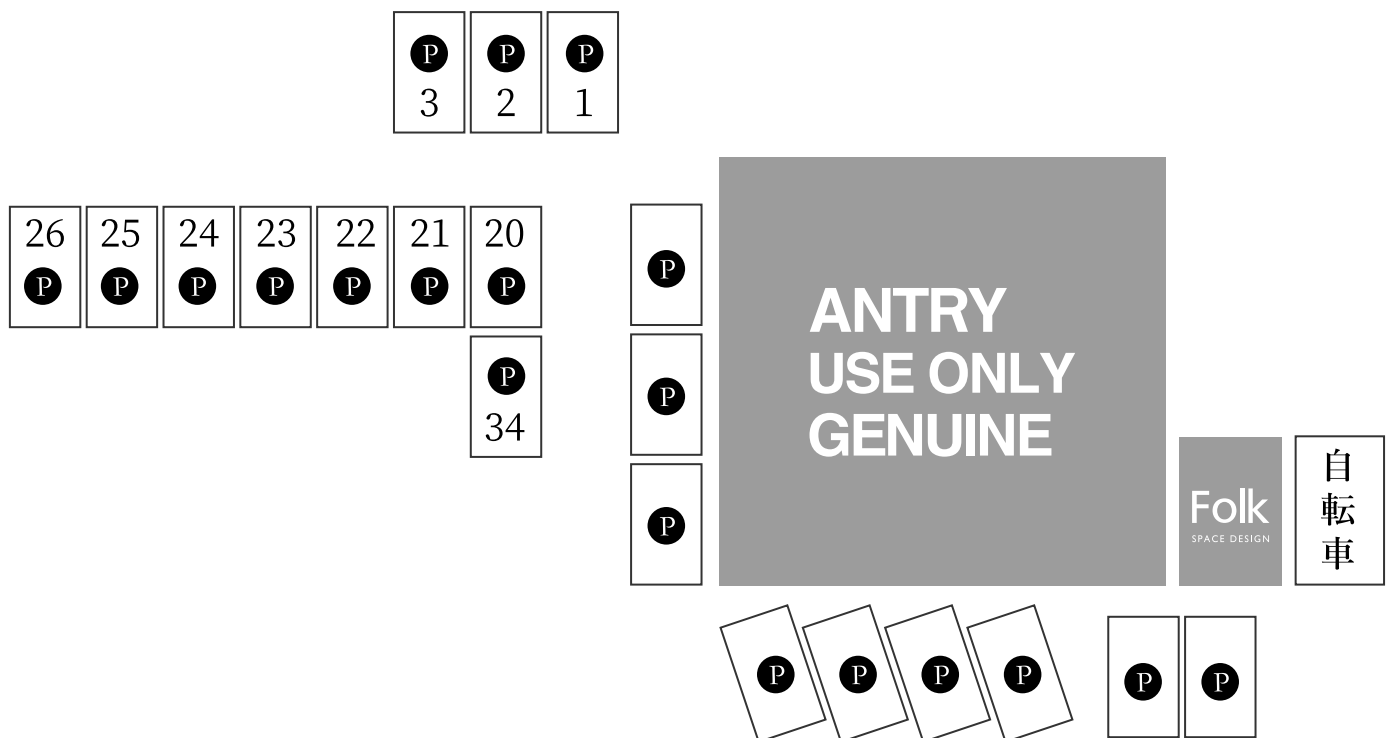 P P P
3 2 1
26 25 24 23 22 21 20
P P P P P P P
P
34
P
P
P
ANTRY
USE ONLY
GENUINE
Folk
SPACE DESIGN
自転車
P P P P
P P